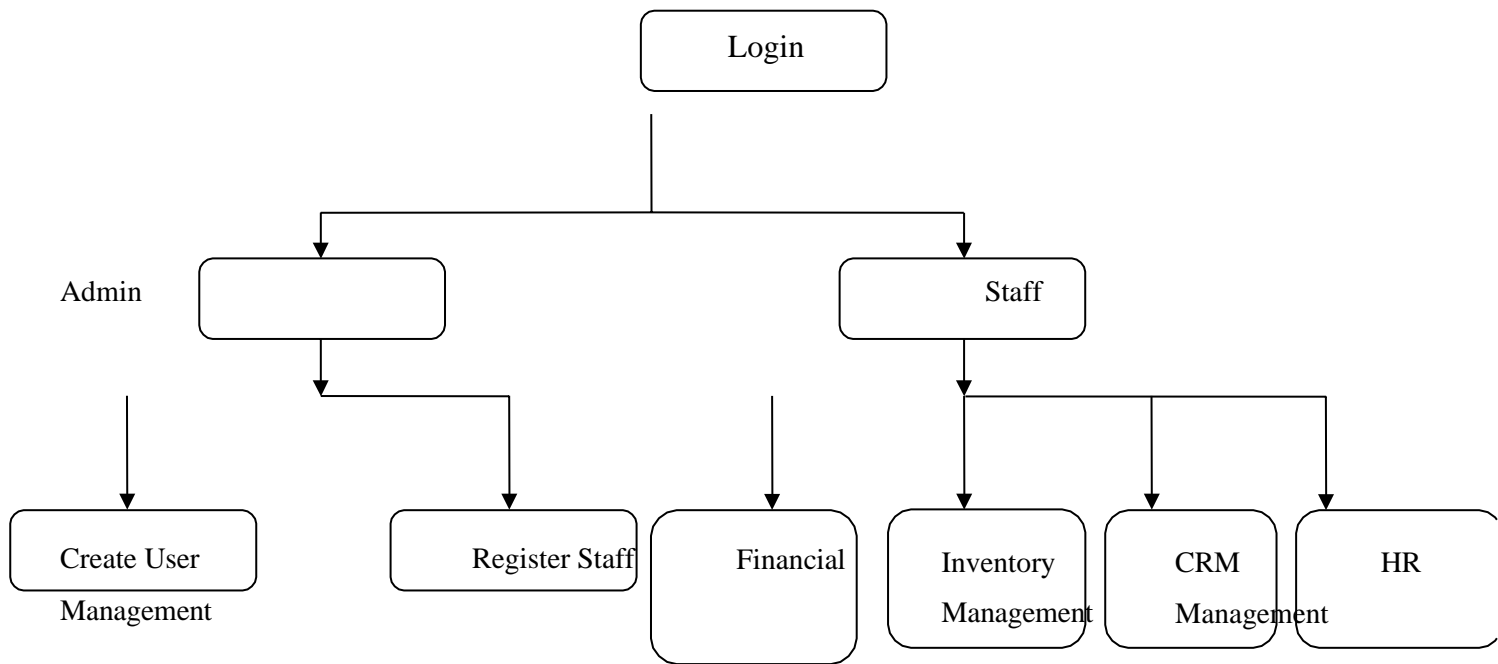 Login
Admin
Staff
Create User
Register Staff
Financial
Inventory
CRM
HR
Management
Management
Management